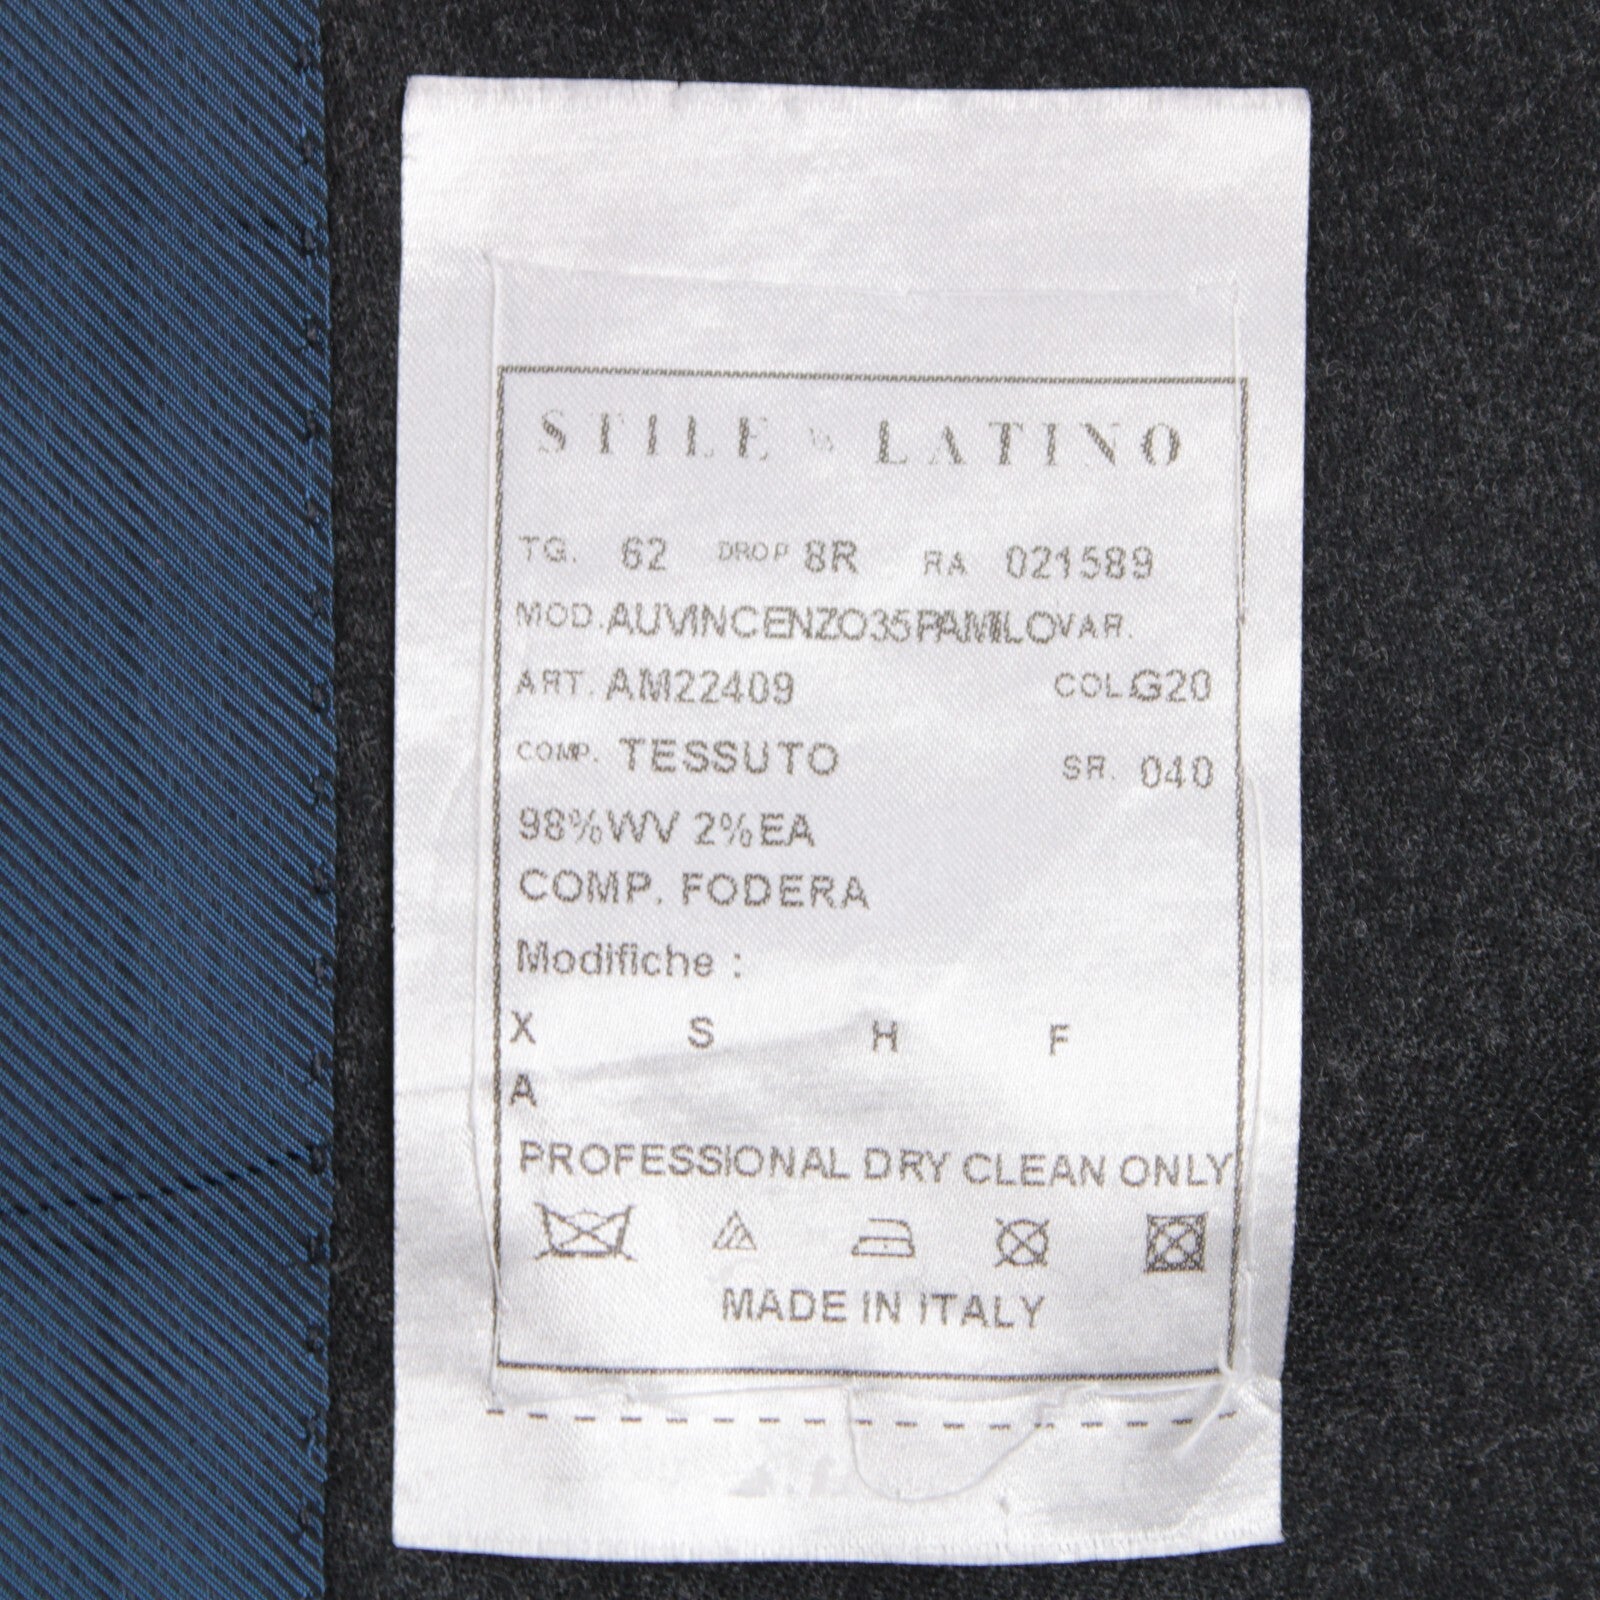 STILE LATINO
TG. 62 DROP 8R RA 021589
MOD. AUVINCENZO35PAMILO VAR.
ART. AM22409 COL. G20
COMP. TESSUTO SR. 040
98%WV 2%EA
COMP. FODERA
Modifiche :
X S H F
A
PROFESSIONAL DRY CLEAN ONLY
MADE IN ITALY